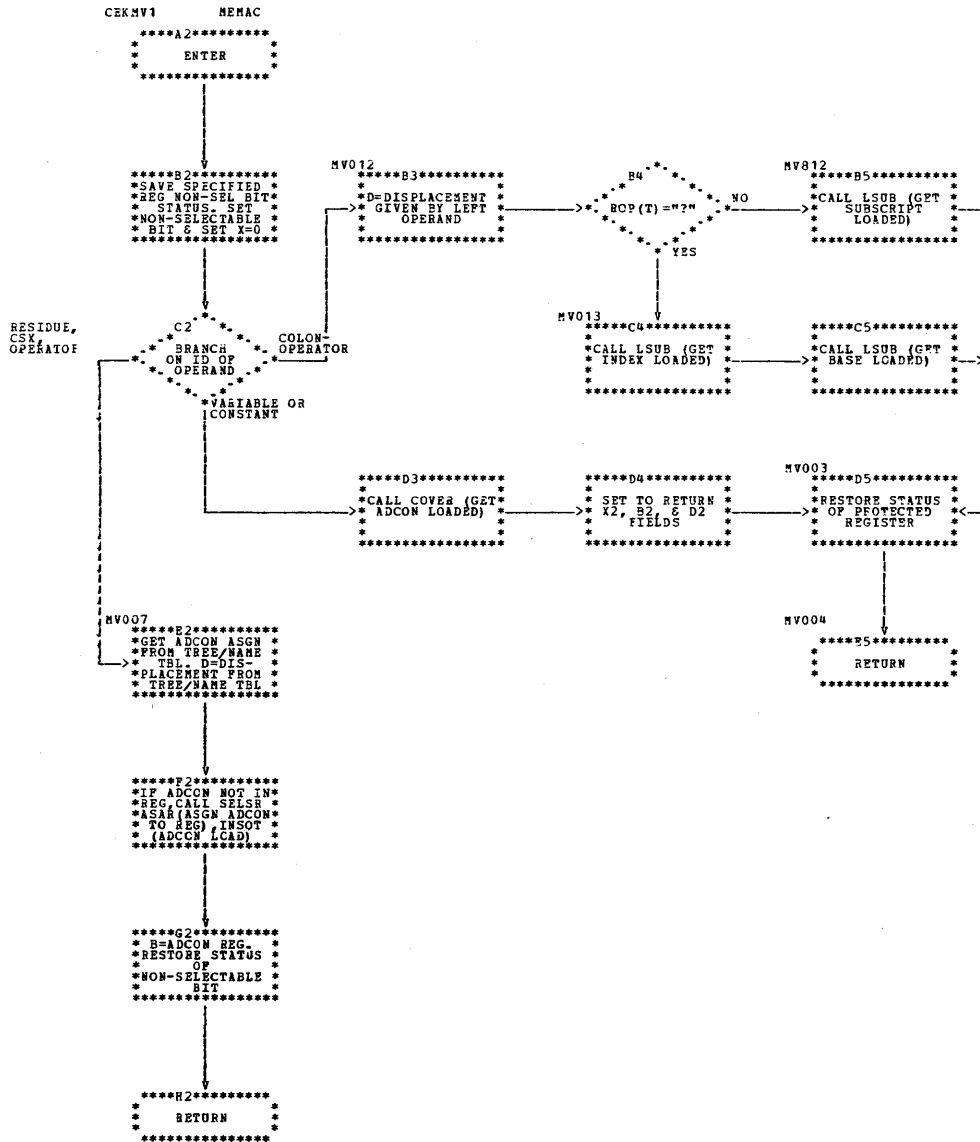 CEKMV1 MEMAC
****A2*********
ENTER
*****B2**********
*SAVE SPECIFIED *
*REG NON-SEL BIT*
* STATUS. SET *
*NON-SELECTABLE *
* BIT & SET X=0 *
MV012
*****B3**********
*D=DISPLACEMENT *
* GIVEN BY LEFT *
* OPERAND *
B4
ROP(T)="?"
NO
YES
MV812
*****B5**********
*CALL LSUB (GET *
* SUBSCRIPT *
* LOADED) *
RESIDUE,
CSX,
OPERATOF
C2
BRANCH
ON ID OF
OPERAND
COLON-
OPERATOR
*VARIABLE OR
CONSTANT
MV013
*****C4**********
*CALL LSUB (GET *
* INDEX LOADED) *
*****C5**********
*CALL LSUB (GET *
* BASE LOADED) *
*****D3**********
*CALL COVER (GET*
* ADCON LOADED) *
*****D4**********
* SET TO RETURN *
* X2, B2, & D2 *
* FIELDS *
MV003
*****D5**********
*RESTORE STATUS *
* OF PROTECTED *
* REGISTER *
MV007
*****E2**********
*GET ADCON ASGN *
*FROM TREE/NAME *
* TBL. D=DIS- *
*PLACEMENT FROM *
* TREE/NAME TBL *
MV004
****E5*********
RETURN
*****F2**********
*IF ADCON NOT IN*
*REG,CALL SELSR *
*ASAR(ASGN ADCON*
* TO REG),INSOT *
* (ADCCN LCAD) *
*****G2**********
* B=ADCON REG. *
*RESTORE STATUS *
* OF *
*NON-SELECTABLE *
* BIT *
****H2*********
RETURN